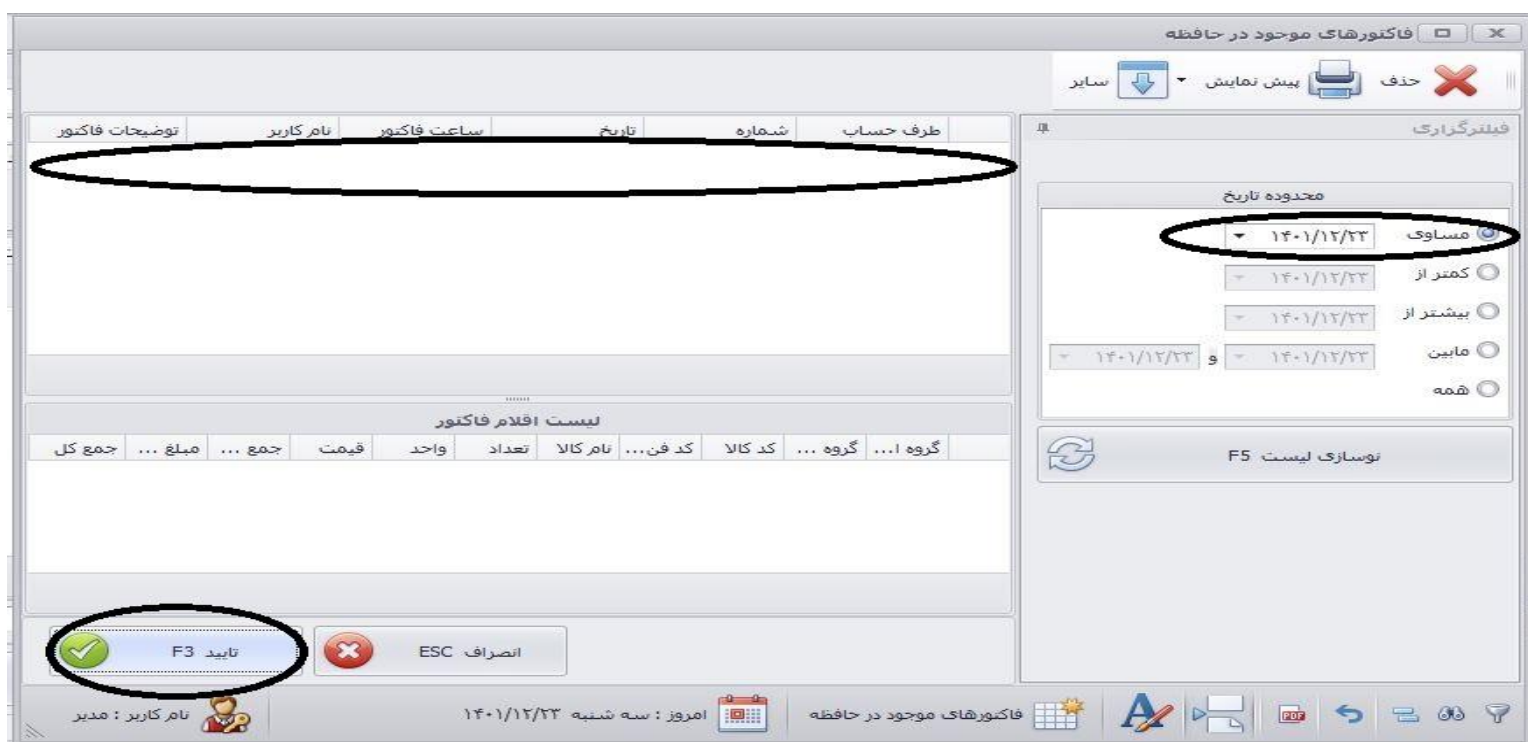 فاکتورهای موجود در حافظه
حذف پیش نمایش سایر
فیلترگزاری
محدوده تاریخ
مساوی ۱۴۰۱/۱۲/۲۳
کمتر از ۱۴۰۱/۱۲/۲۳
بیشتر از ۱۴۰۱/۱۲/۲۳
مابین ۱۴۰۱/۱۲/۲۳ و ۱۴۰۱/۱۲/۲۳
همه
نوسازی لیست F5
طرف حساب شماره تاریخ ساعت فاکتور نام کاربر توضیحات فاکتور
لیست اقلام فاکتور
گروه ا... گروه ... کد کالا کد فن... نام کالا تعداد واحد قیمت جمع ... مبلغ ... جمع کل
انصراف ESC تایید F3
PDF فاکتورهای موجود در حافظه امروز : سه شنبه ۱۴۰۱/۱۲/۲۳ نام کاربر : مدیر